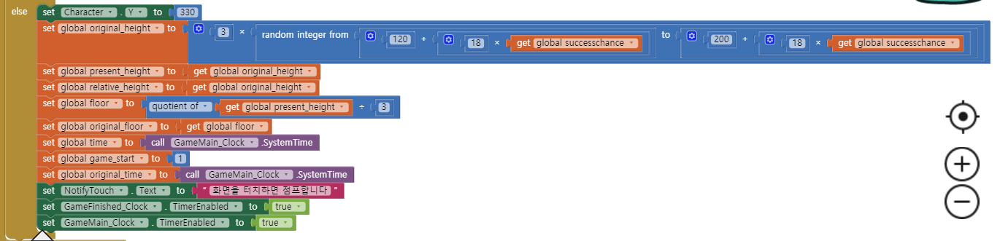 else set Character . Y to 330
set global original_height to 3 × random integer from 120 + 18 × get global successchance to 200 + 18 × get global successchance
set global present_height to get global original_height
set global relative_height to get global original_height
set global floor to quotient of get global present_height ÷ 3
set global original_floor to get global floor
set global time to call GameMain_Clock .SystemTime
set global game_start to 1
set global original_time to call GameMain_Clock .SystemTime
set NotifyTouch . Text to " 화면을 터치하면 점프합니다 "
set GameFinished_Clock . TimerEnabled to true
set GameMain_Clock . TimerEnabled to true